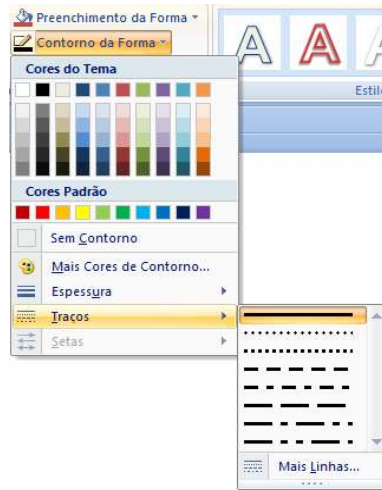 Preenchimento da Forma
Contorno da Forma
A A
Cores do Tema
Estil
Cores Padrão
Sem Contorno
Mais Cores de Contorno...
Espessura
Traços
Setas
Mais Linhas...